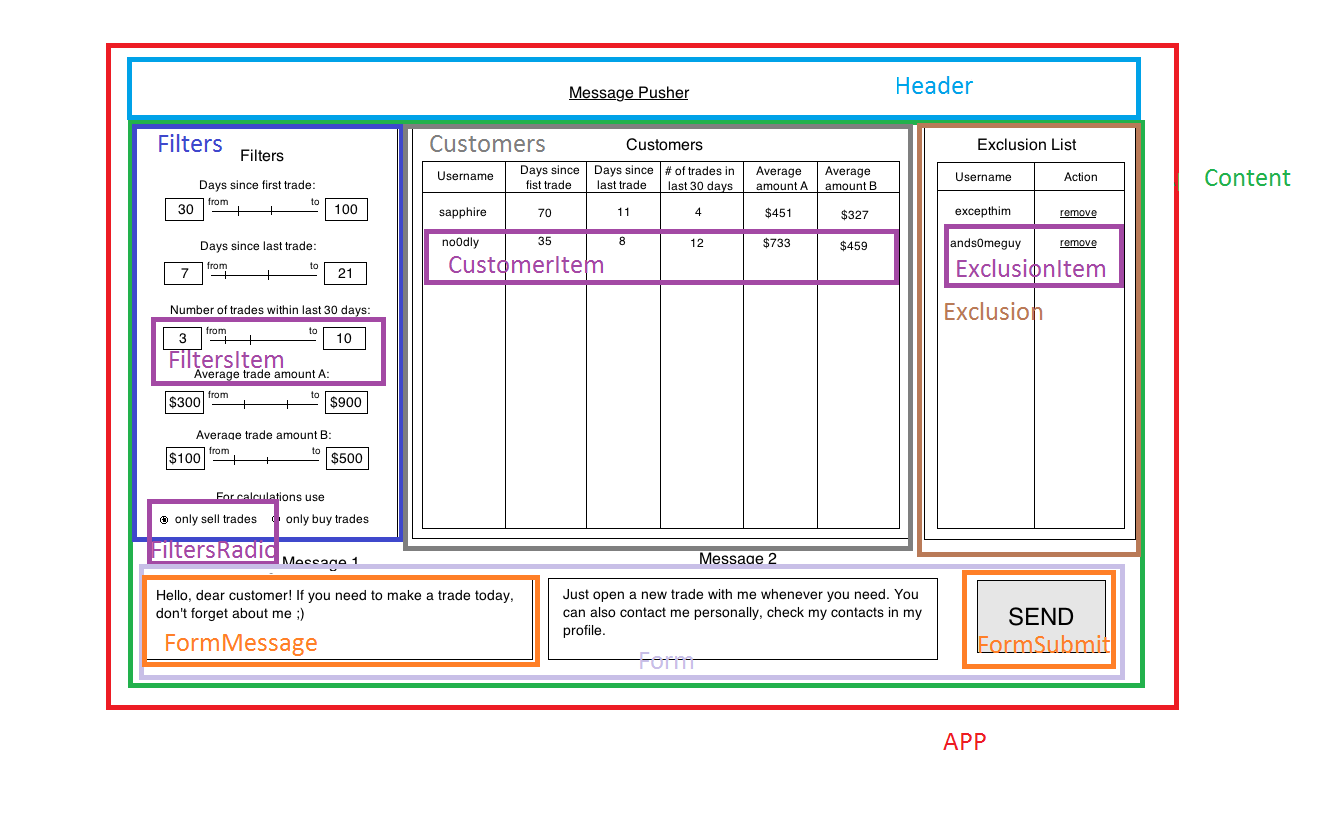 Message Pusher
Header
Content
Filters
Filters
Days since first trade:
30 from to 100
Days since last trade:
7 from to 21
Number of trades within last 30 days:
3 from to 10
FiltersItem
Average trade amount A:
$300 from to $900
Average trade amount B:
$100 from to $500
For calculations use
only sell trades only buy trades
FiltersRadio
Customers
Customers
Username Days since fist trade Days since last trade # of trades in last 30 days Average amount A Average amount B
sapphire 70 11 4 $451 $327
no0dly 35 8 12 $733 $459
CustomerItem
Exclusion List
Username Action
excepthim remove
ands0meguy remove
ExclusionItem
Exclusion
Message 1
Hello, dear customer! If you need to make a trade today,
don't forget about me ;)
FormMessage
Message 2
Just open a new trade with me whenever you need. You
can also contact me personally, check my contacts in my
profile.
Form
SEND
FormSubmit
APP